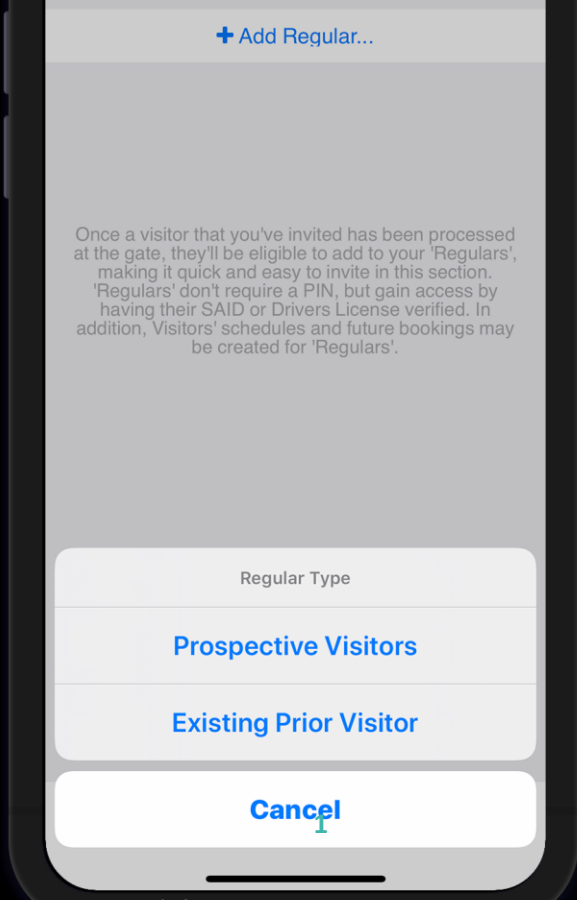 + Add Regular...
Once a visitor that you've invited has been processed
at the gate, they'll be eligible to add to your 'Regulars',
making it quick and easy to invite in this section.
'Regulars' don't require a PIN, but gain access by
having their SAID or Drivers License verified. In
addition, Visitors' schedules and future bookings may
be created for 'Regulars'.
Regular Type
Prospective Visitors
Existing Prior Visitor
Cancel